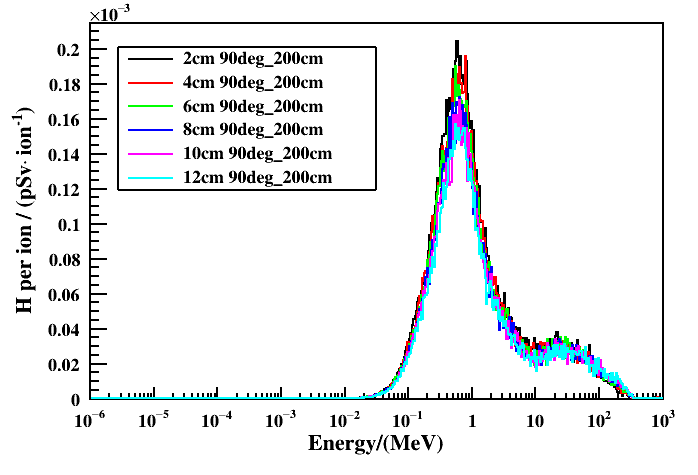 ×10⁻³
H per ion / (pSv· ion⁻¹)
0.2
0.18
0.16
0.14
0.12
0.1
0.08
0.06
0.04
0.02
0
2cm 90deg_200cm
4cm 90deg_200cm
6cm 90deg_200cm
8cm 90deg_200cm
10cm 90deg_200cm
12cm 90deg_200cm
10⁻⁶ 10⁻⁵ 10⁻⁴ 10⁻³ 10⁻² 10⁻¹ 1 10 10² 10³
Energy/(MeV)